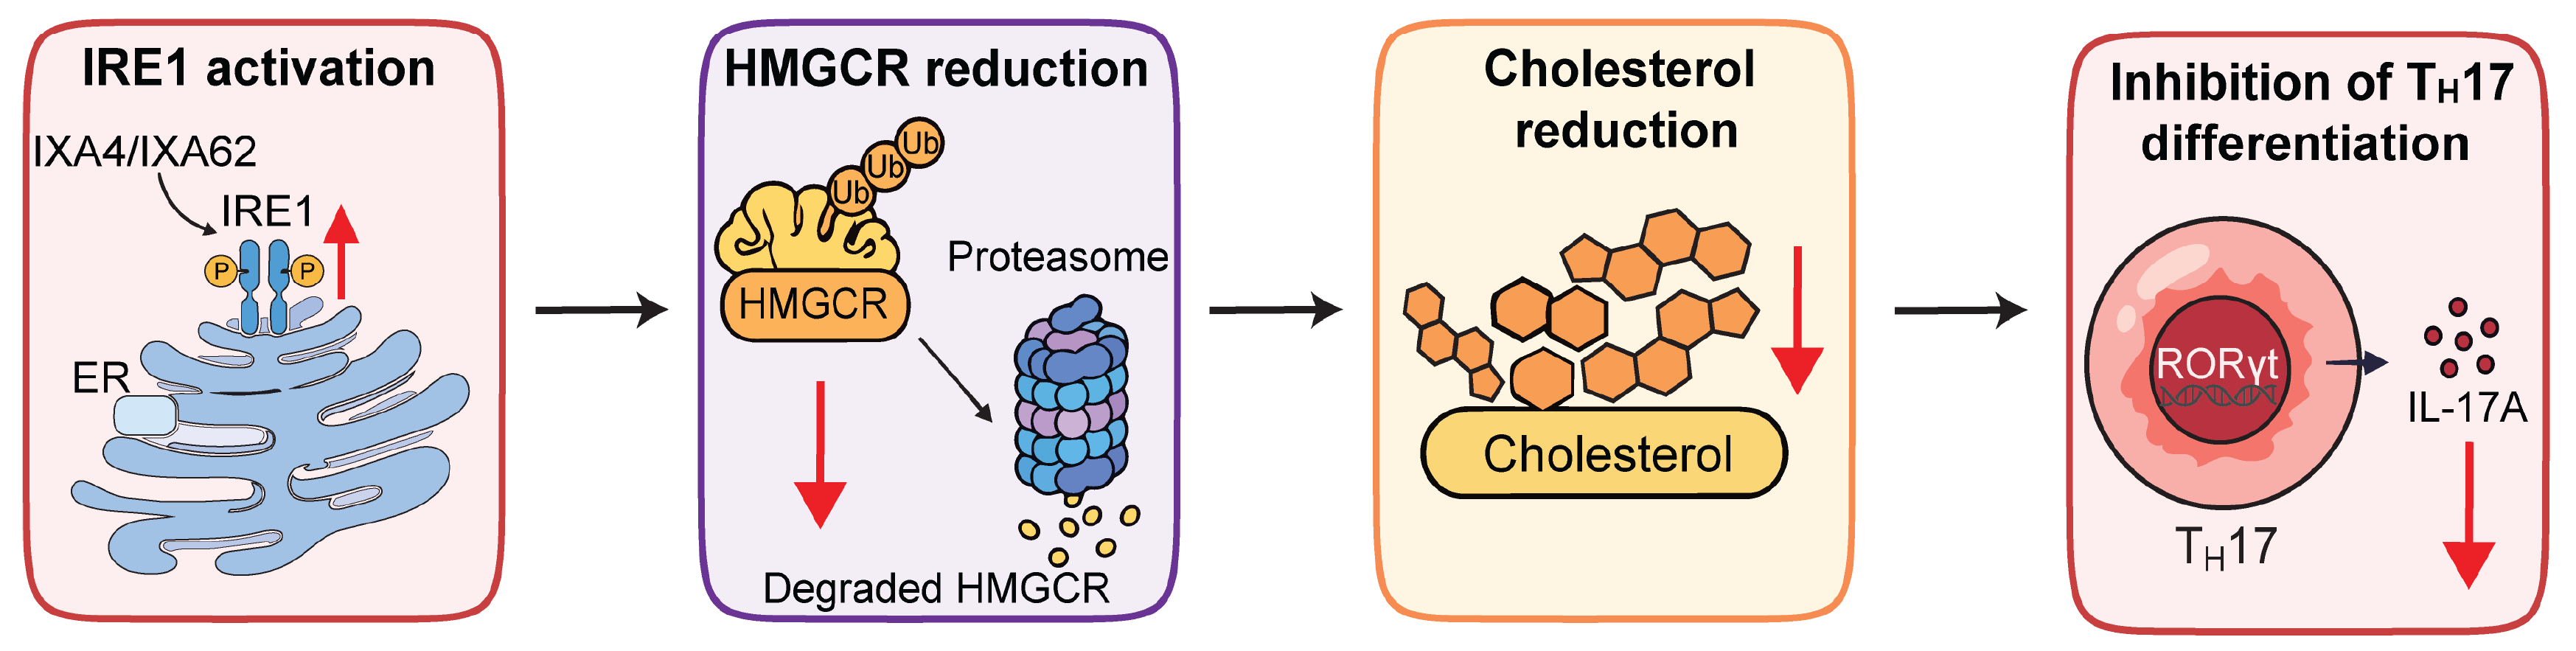 IRE1 activation
IXA4/IXA62
IRE1
P
P
ER
HMGCR reduction
Ub
Ub
Ub
HMGCR
Proteasome
Degraded HMGCR
Cholesterol
reduction
Cholesterol
Inhibition of TH17
differentiation
RORγt
IL-17A
TH17